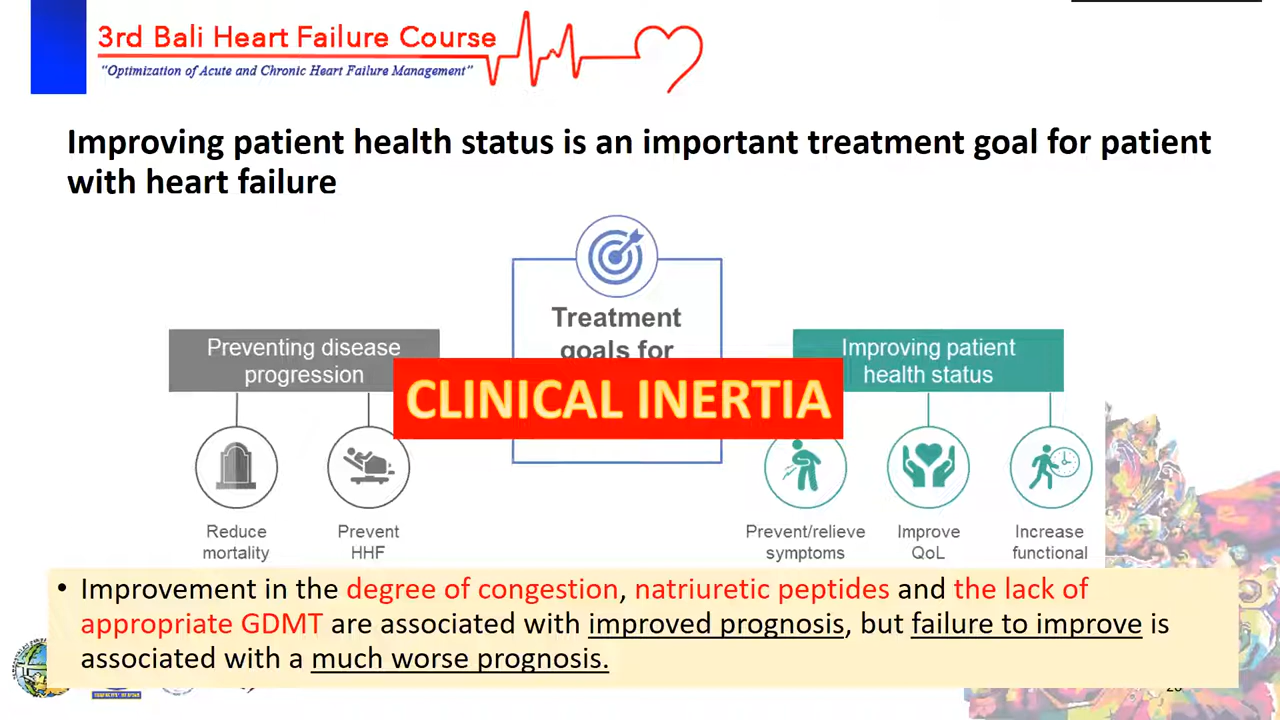 3rd Bali Heart Failure Course
"Optimization of Acute and Chronic Heart Failure Management"
Improving patient health status is an important treatment goal for patient
with heart failure
Treatment
goals for
Preventing disease
progression
Improving patient
health status
CLINICAL INERTIA
Reduce
mortality
Prevent
HHF
Prevent/relieve
symptoms
Improve
QoL
Increase
functional
• Improvement in the degree of congestion, natriuretic peptides and the lack of
appropriate GDMT are associated with improved prognosis, but failure to improve is
associated with a much worse prognosis.